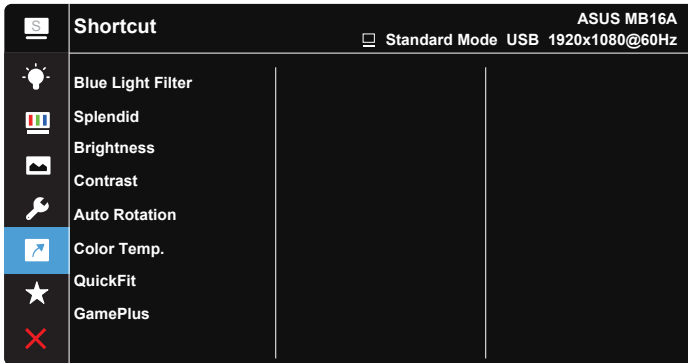 S
Shortcut
ASUS MB16A
Standard Mode USB 1920x1080@60Hz
Blue Light Filter
Splendid
Brightness
Contrast
Auto Rotation
Color Temp.
QuickFit
GamePlus